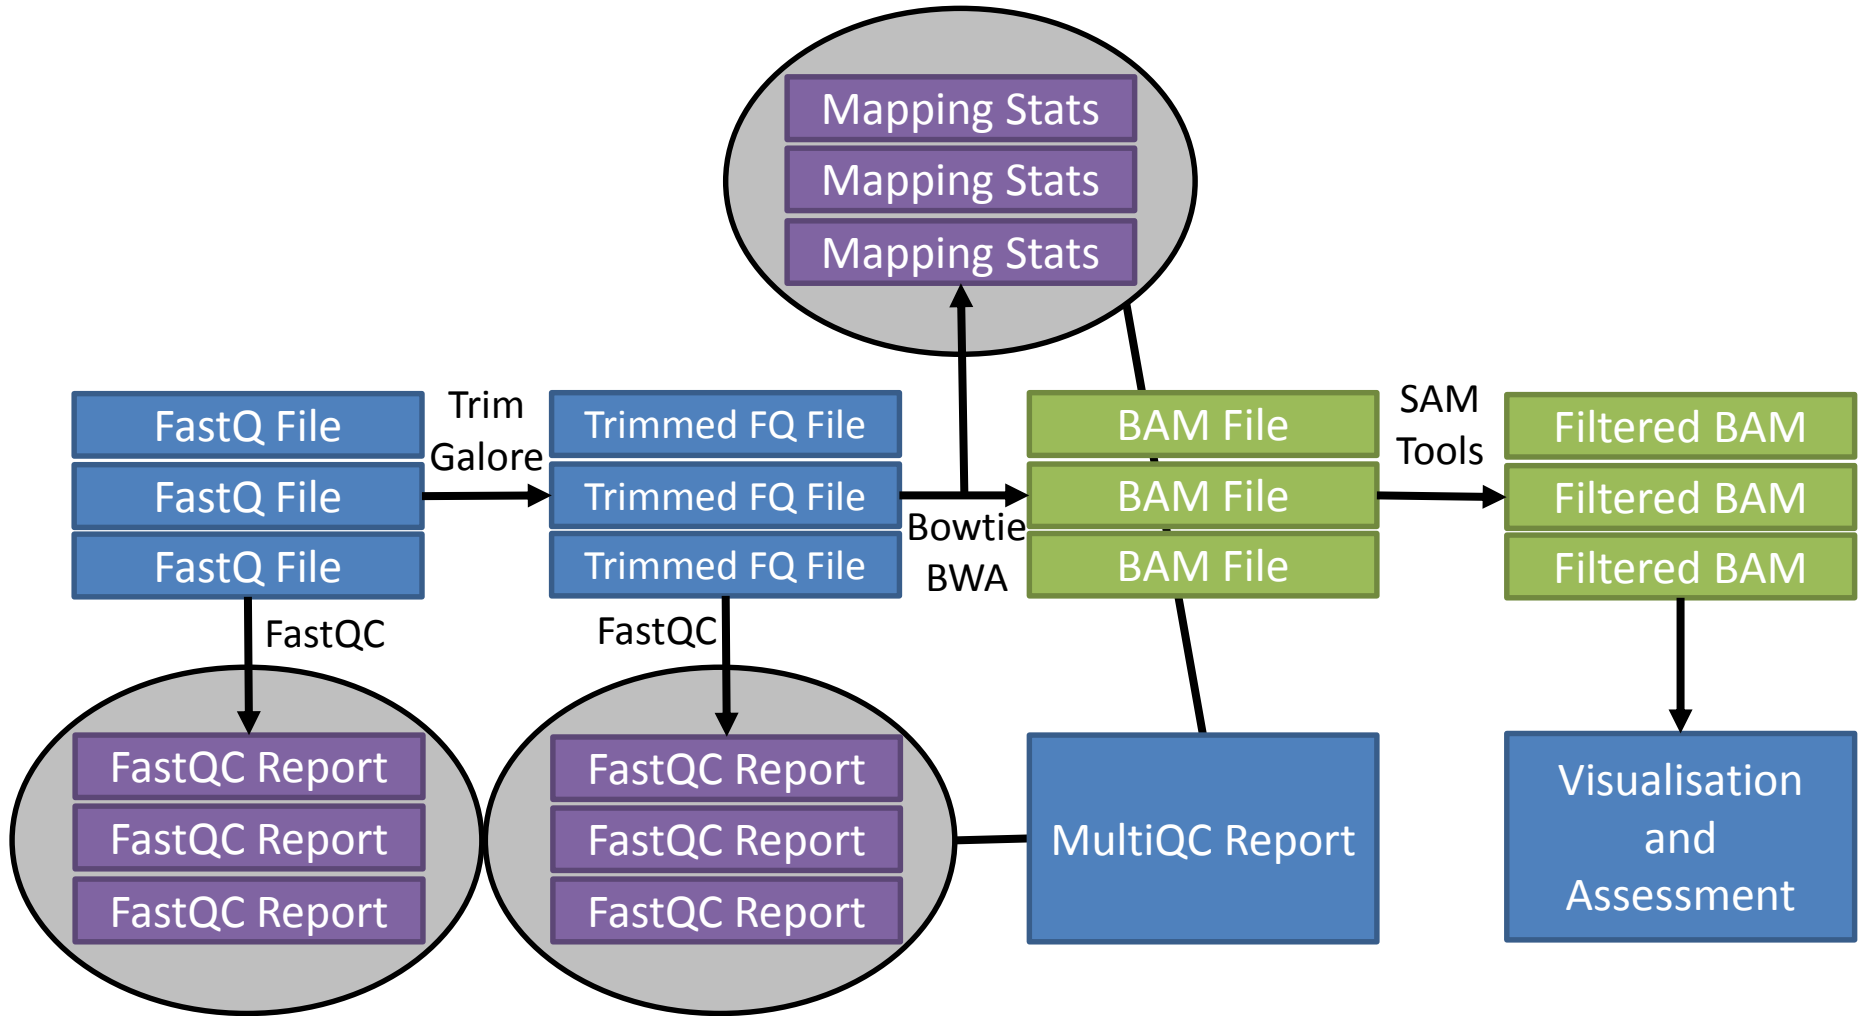 Mapping Stats
Mapping Stats
Mapping Stats
FastQ File
FastQ File
FastQ File
Trim
Galore
Trimmed FQ File
Trimmed FQ File
Trimmed FQ File
Bowtie
BWA
BAM File
BAM File
BAM File
SAM
Tools
Filtered BAM
Filtered BAM
Filtered BAM
FastQC
FastQC
FastQC Report
FastQC Report
FastQC Report
FastQC Report
FastQC Report
FastQC Report
MultiQC Report
Visualisation
and
Assessment